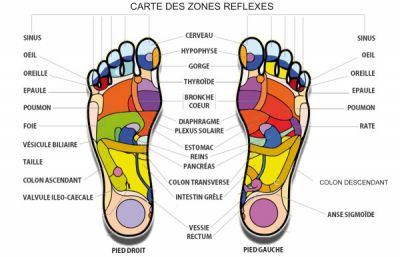 CARTE DES ZONES REFLEXES
SINUS
OEIL
OREILLE
EPAULE
POUMON
FOIE
VÉSICULE BILIAIRE
TAILLE
COLON ASCENDANT
VALVULE ILEO-CAECALE
CERVEAU
HYPOPHYSE
GORGE
THYROÏDE
BRONCHE
COEUR
DIAPHRAGME
PLEXUS SOLAIRE
ESTOMAC
REINS
PANCRÉAS
COLON TRANSVERSE
INTESTIN GRÊLE
VESSIE
RECTUM
SINUS
OEIL
OREILLE
EPAULE
POUMON
RATE
COLON DESCENDANT
ANSE SIGMOÏDE
PIED DROIT
PIED GAUCHE